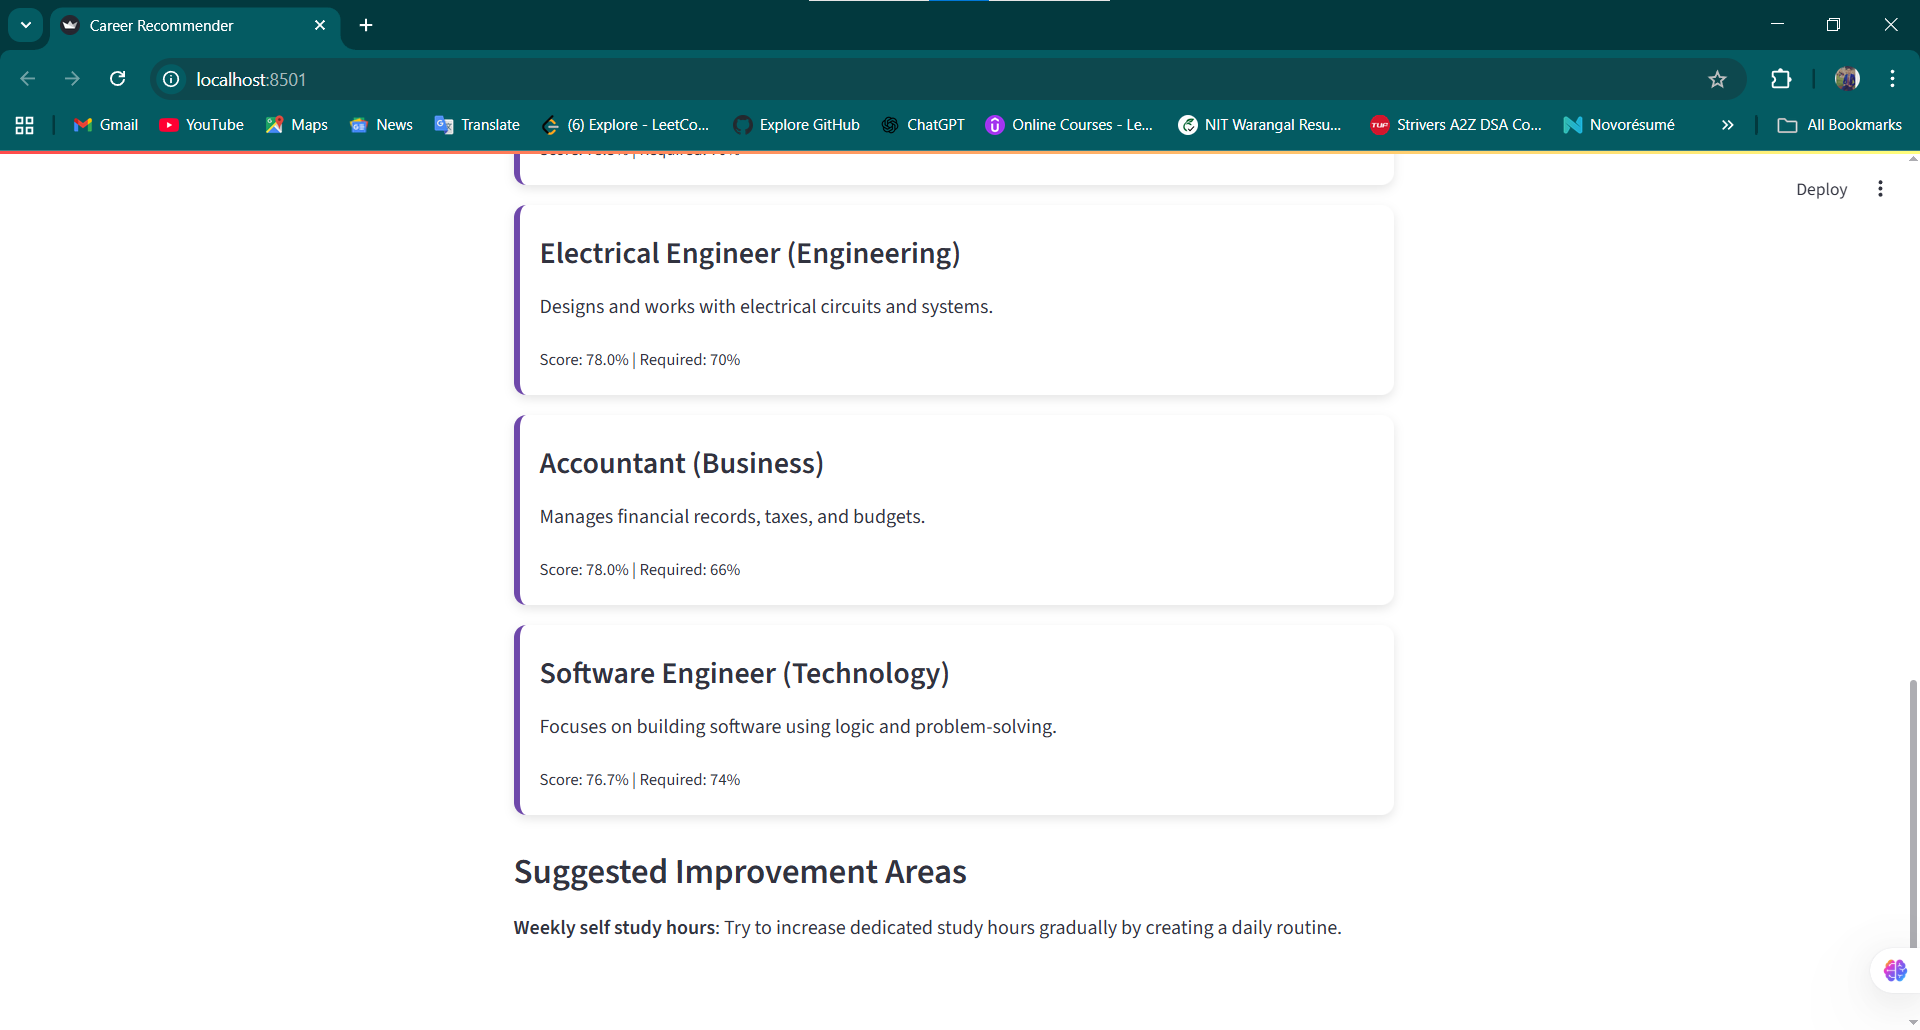 Career Recommender
localhost:8501
Gmail
YouTube
Maps
News
Translate
(6) Explore - LeetCo...
Explore GitHub
ChatGPT
Online Courses - Le...
NIT Warangal Resu...
TUF
Strivers A2Z DSA Co...
Novorésumé
All Bookmarks
Deploy
Electrical Engineer (Engineering)
Designs and works with electrical circuits and systems.
Score: 78.0% | Required: 70%
Accountant (Business)
Manages financial records, taxes, and budgets.
Score: 78.0% | Required: 66%
Software Engineer (Technology)
Focuses on building software using logic and problem-solving.
Score: 76.7% | Required: 74%
Suggested Improvement Areas
Weekly self study hours: Try to increase dedicated study hours gradually by creating a daily routine.